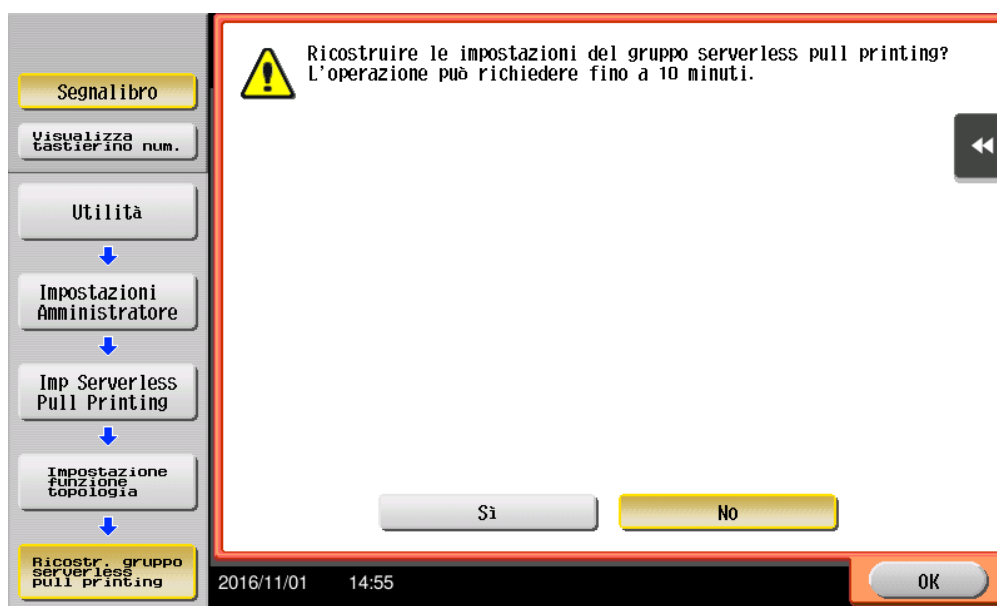 Segnalibro
Visualizza
tastierino num.
Utilità
Impostazioni
Amministratore
Imp Serverless
Pull Printing
Impostazione
funzione
topologia
Ricostr. gruppo
serverless
pull printing
Ricostruire le impostazioni del gruppo serverless pull printing?
L'operazione può richiedere fino a 10 minuti.
Sì
No
2016/11/01 14:55
OK